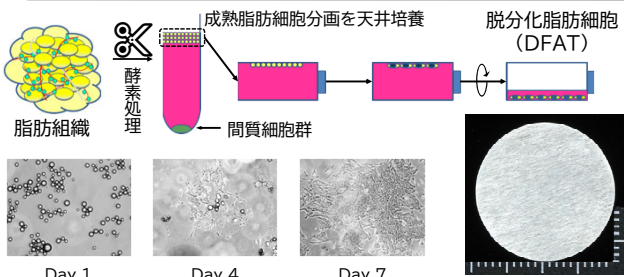 成熟脂肪細胞分画を天井培養
脱分化脂肪細胞
(DFAT)
酵素処理
脂肪組織
間質細胞群
Day 1
Day 4
Day 7